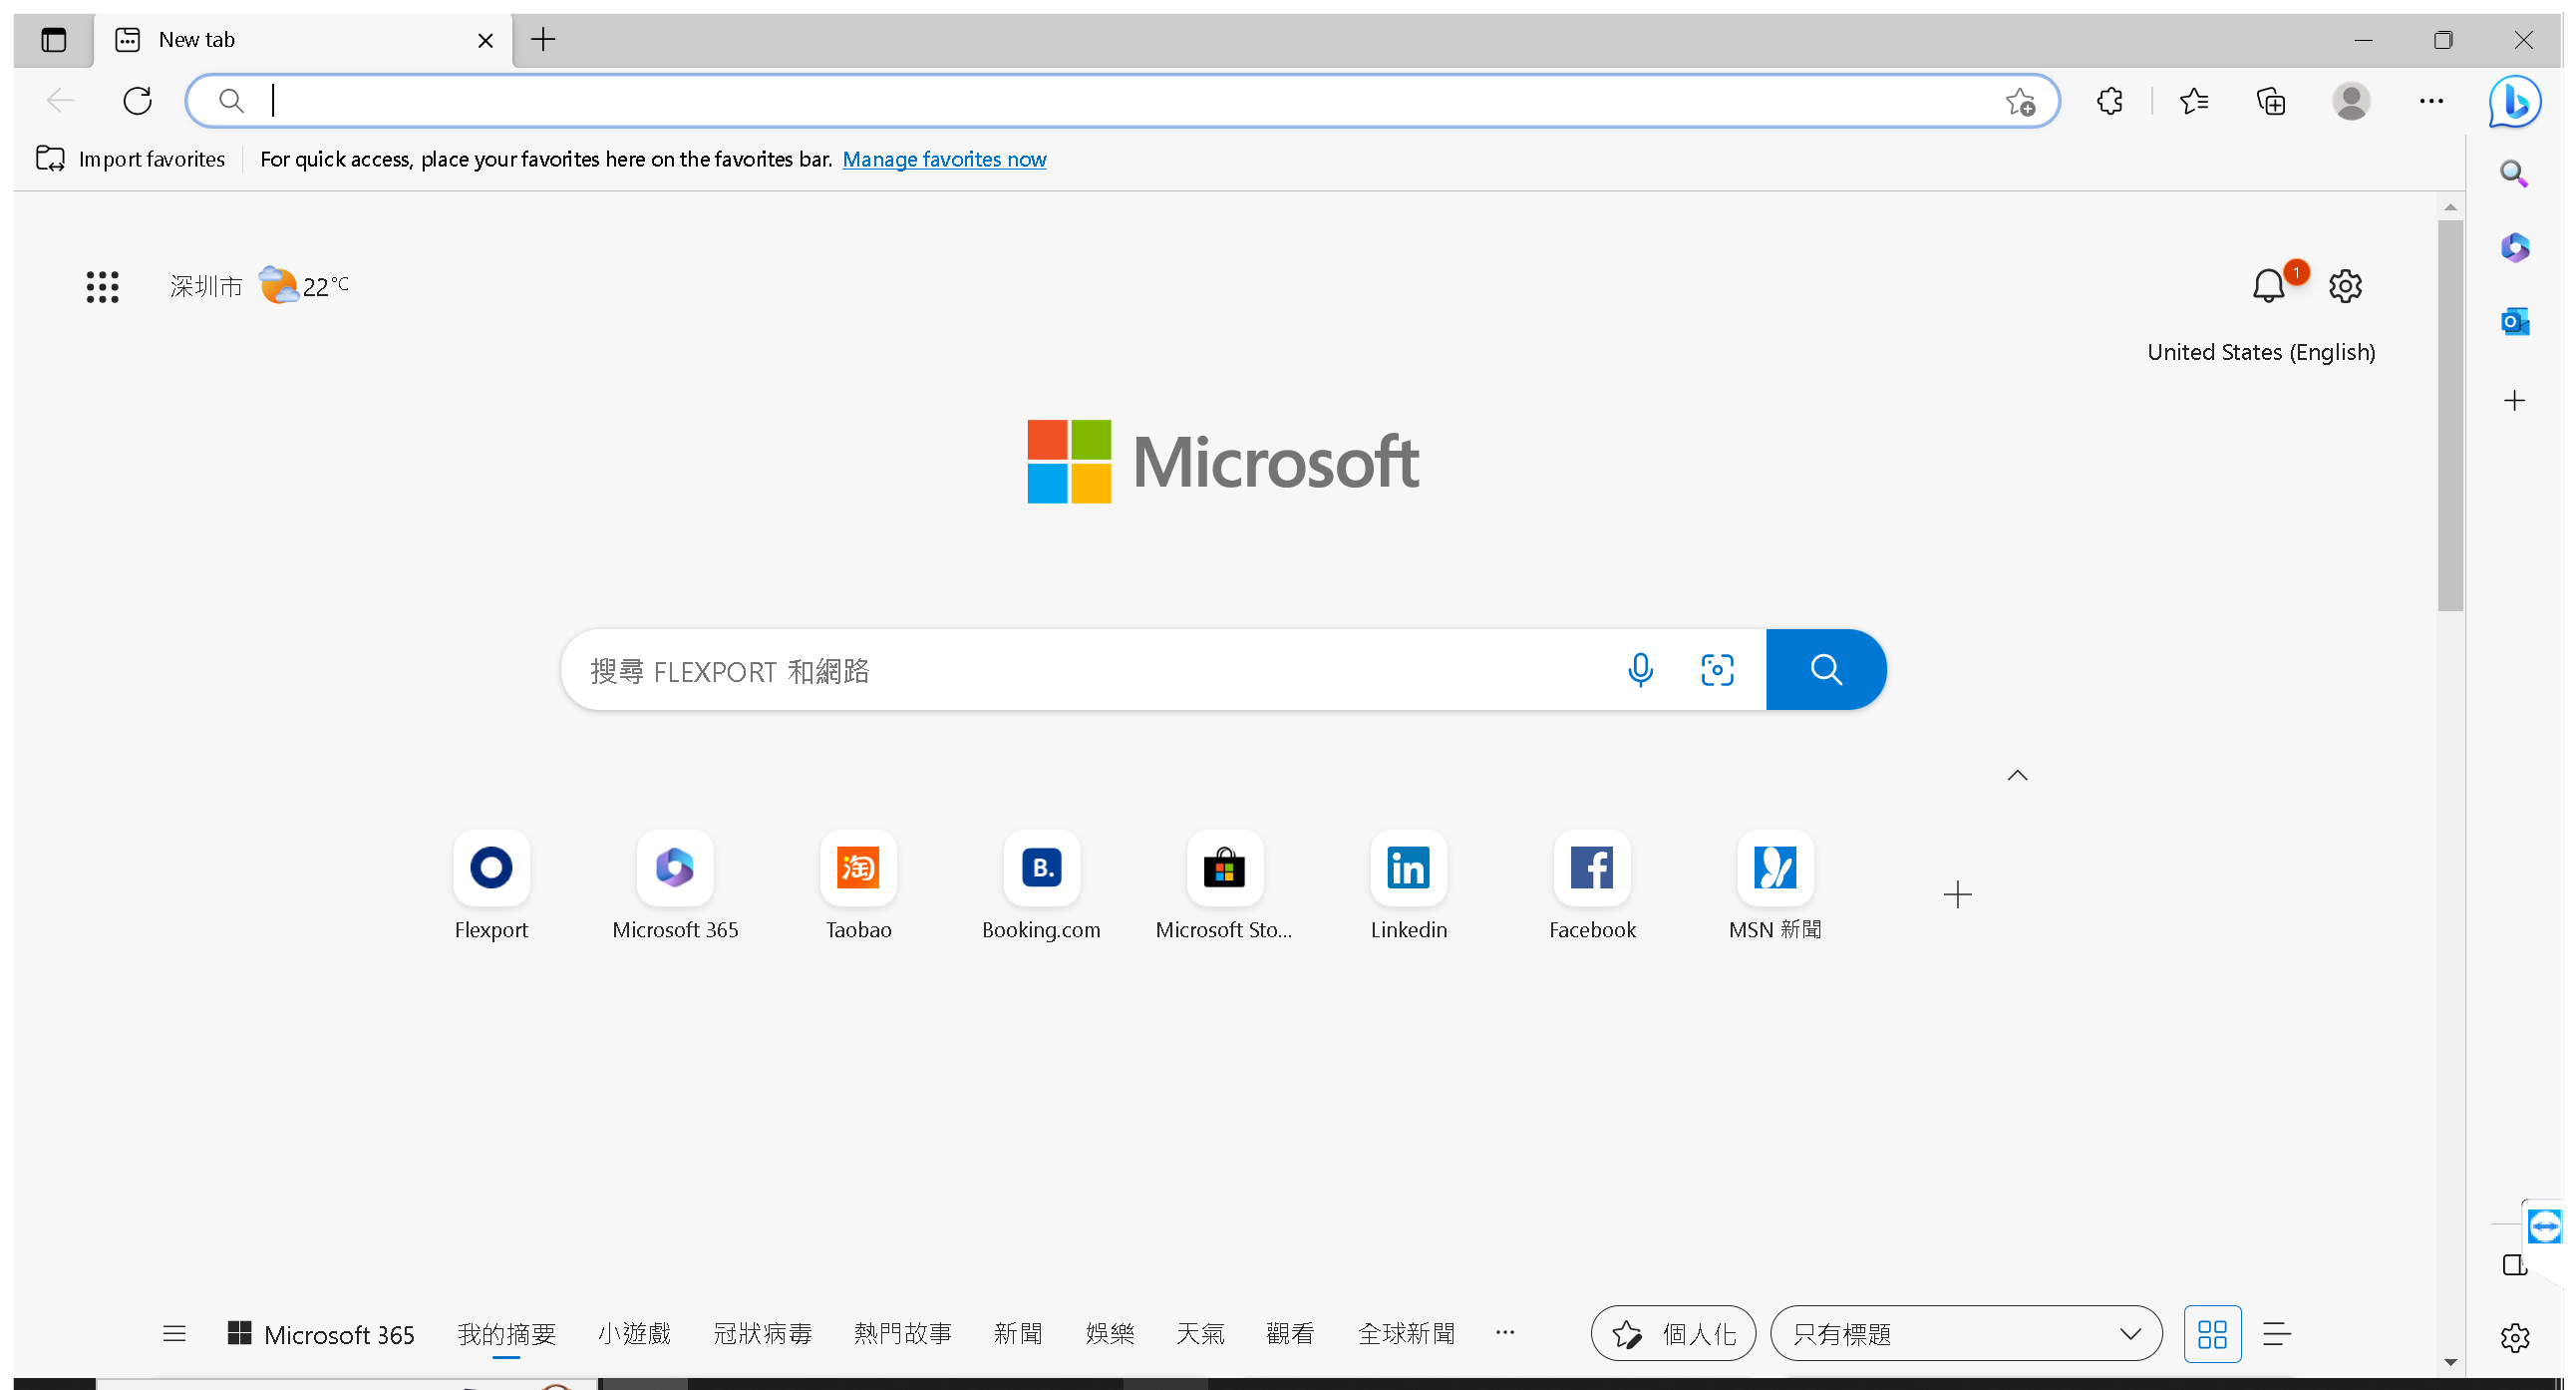 New tab
Import favorites For quick access, place your favorites here on the favorites bar. Manage favorites now
深圳市 22 °C
1
United States (English)
Microsoft
搜尋 FLEXPORT 和網路
Flexport Microsoft 365 Taobao Booking.com Microsoft Sto... Linkedin Facebook MSN 新聞
Microsoft 365 我的摘要 小遊戲 冠狀病毒 熱門故事 新聞 娛樂 天氣 觀看 全球新聞 ... 個人化 只有標題